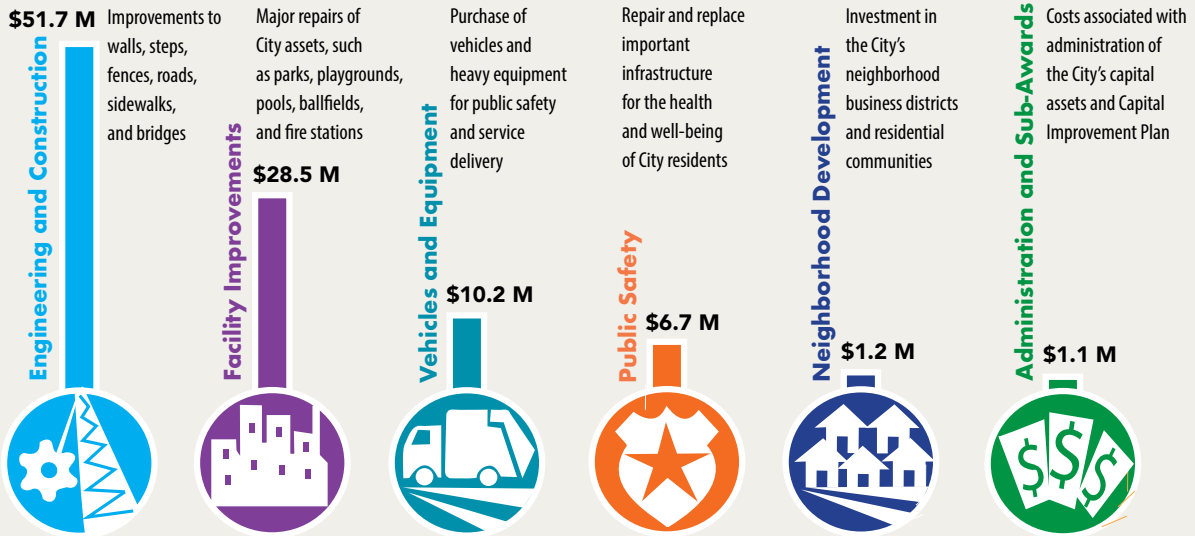 $51.7 M
Improvements to
walls, steps,
fences, roads,
sidewalks,
and bridges
Engineering and Construction
Major repairs of
City assets, such
as parks, playgrounds,
pools, ballfields,
and fire stations
$28.5 M
Facility Improvements
Purchase of
vehicles and
heavy equipment
for public safety
and service
delivery
$10.2 M
Vehicles and Equipment
Repair and replace
important
infrastructure
for the health
and well-being
of City residents
$6.7 M
Public Safety
Investment in
the City’s
neighborhood
business districts
and residential
communities
$1.2 M
Neighborhood Development
Costs associated with
administration of
the City’s capital
assets and Capital
Improvement Plan
$1.1 M
Administration and Sub-Awards
$
$
$